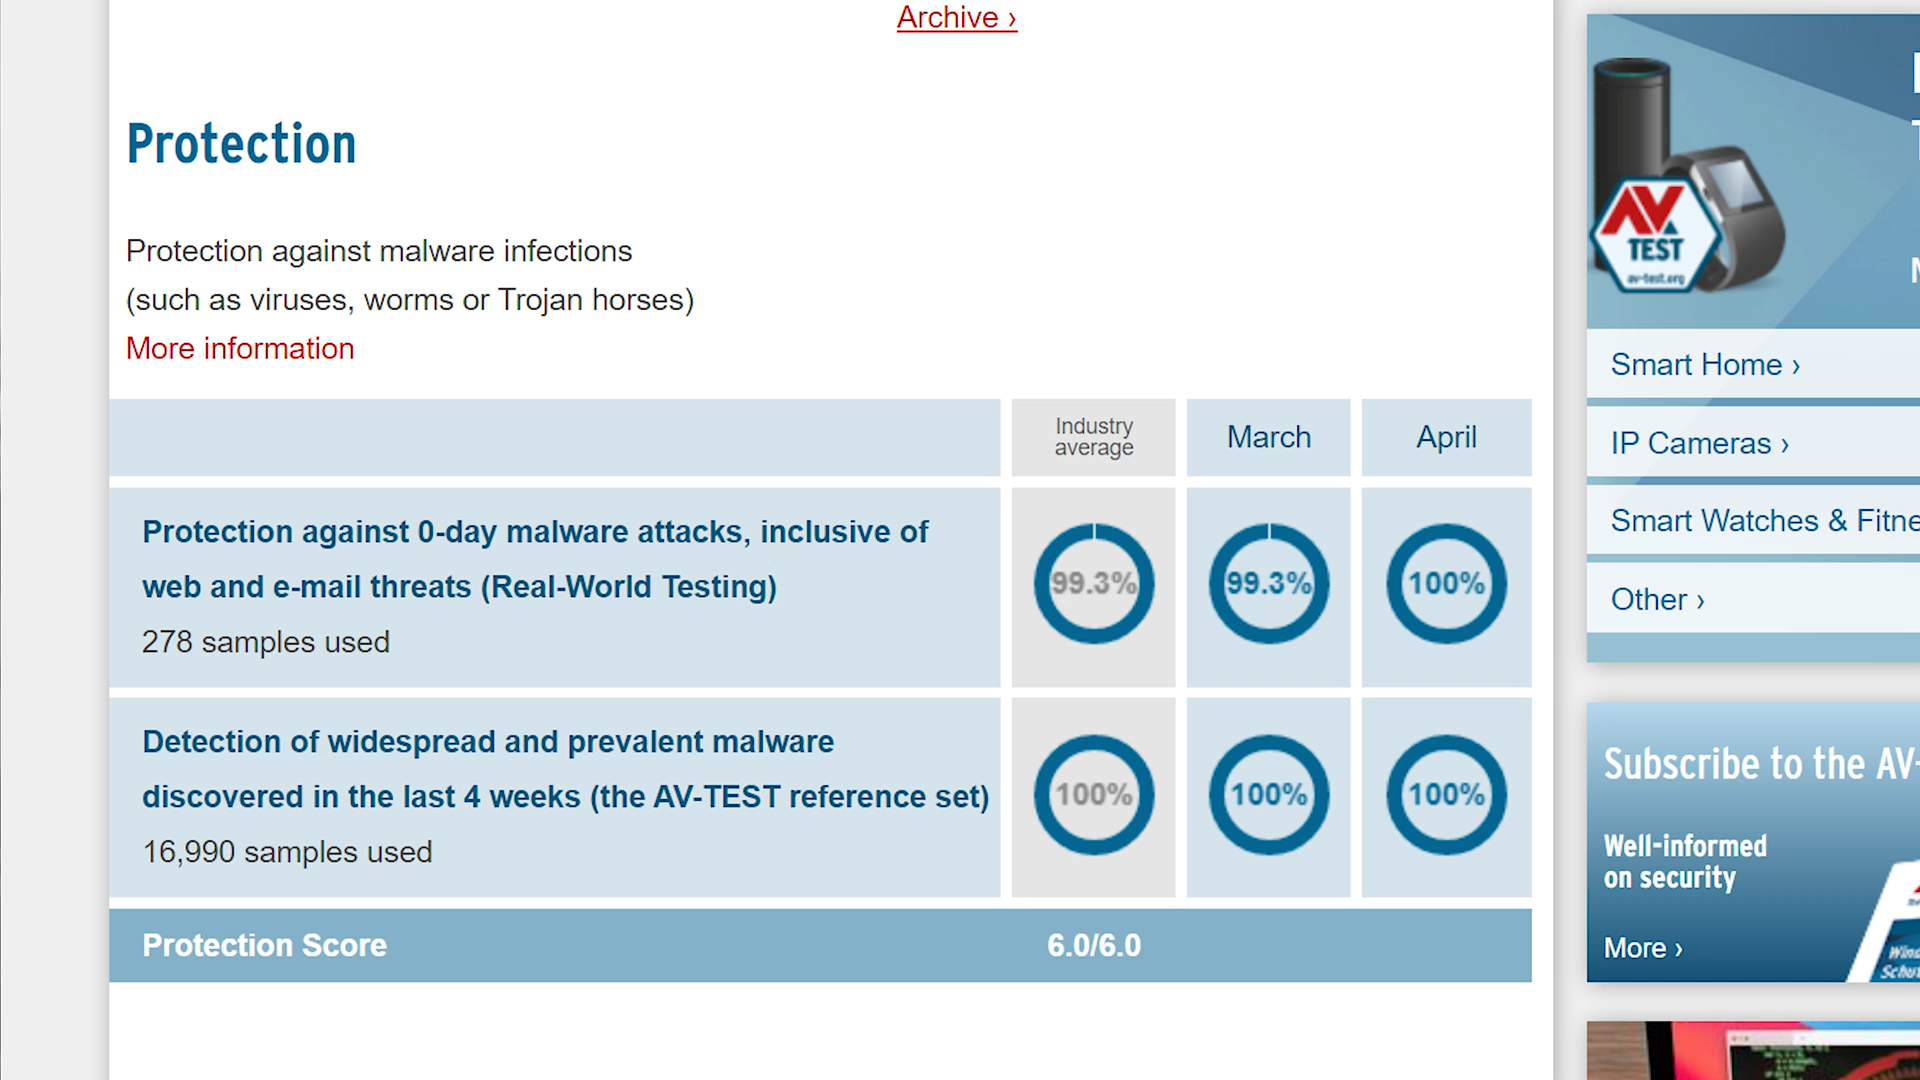 Archive ›
Protection
Protection against malware infections
(such as viruses, worms or Trojan horses)
More information
Industry
average
March
April
Protection against 0-day malware attacks, inclusive of
web and e-mail threats (Real-World Testing)
278 samples used
99.3%
99.3%
100%
Detection of widespread and prevalent malware
discovered in the last 4 weeks (the AV-TEST reference set)
16,990 samples used
100%
100%
100%
Protection Score
6.0/6.0
AV
TEST
av-test.org
Smart Home ›
IP Cameras ›
Smart Watches & Fitne
Other ›
Subscribe to the AV-
Well-informed
on security
More ›